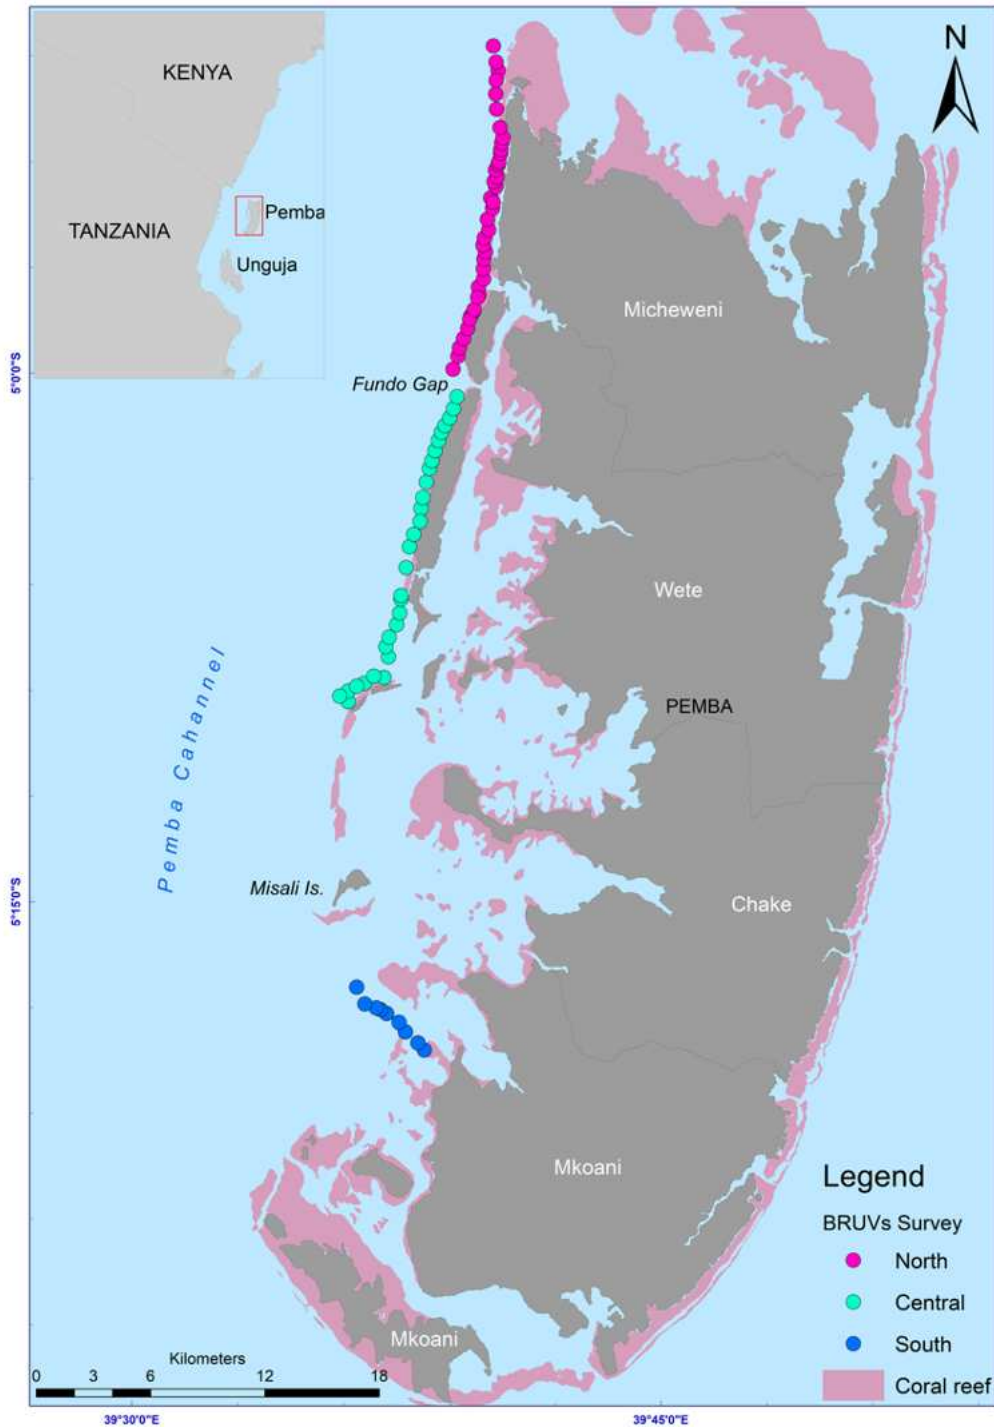 KENYA
TANZANIA
Pemba
Unguja
N
Micheweni
5°0'0"S
Fundo Gap
Wete
PEMBA
Pemba Cahannel
Misali Is.
5°15'0"S
Chake
Mkoani
Mkoani
Legend
BRUVs Survey
North
Central
South
Coral reef
Kilometers
0 3 6 12 18
39°30'0"E
39°45'0"E